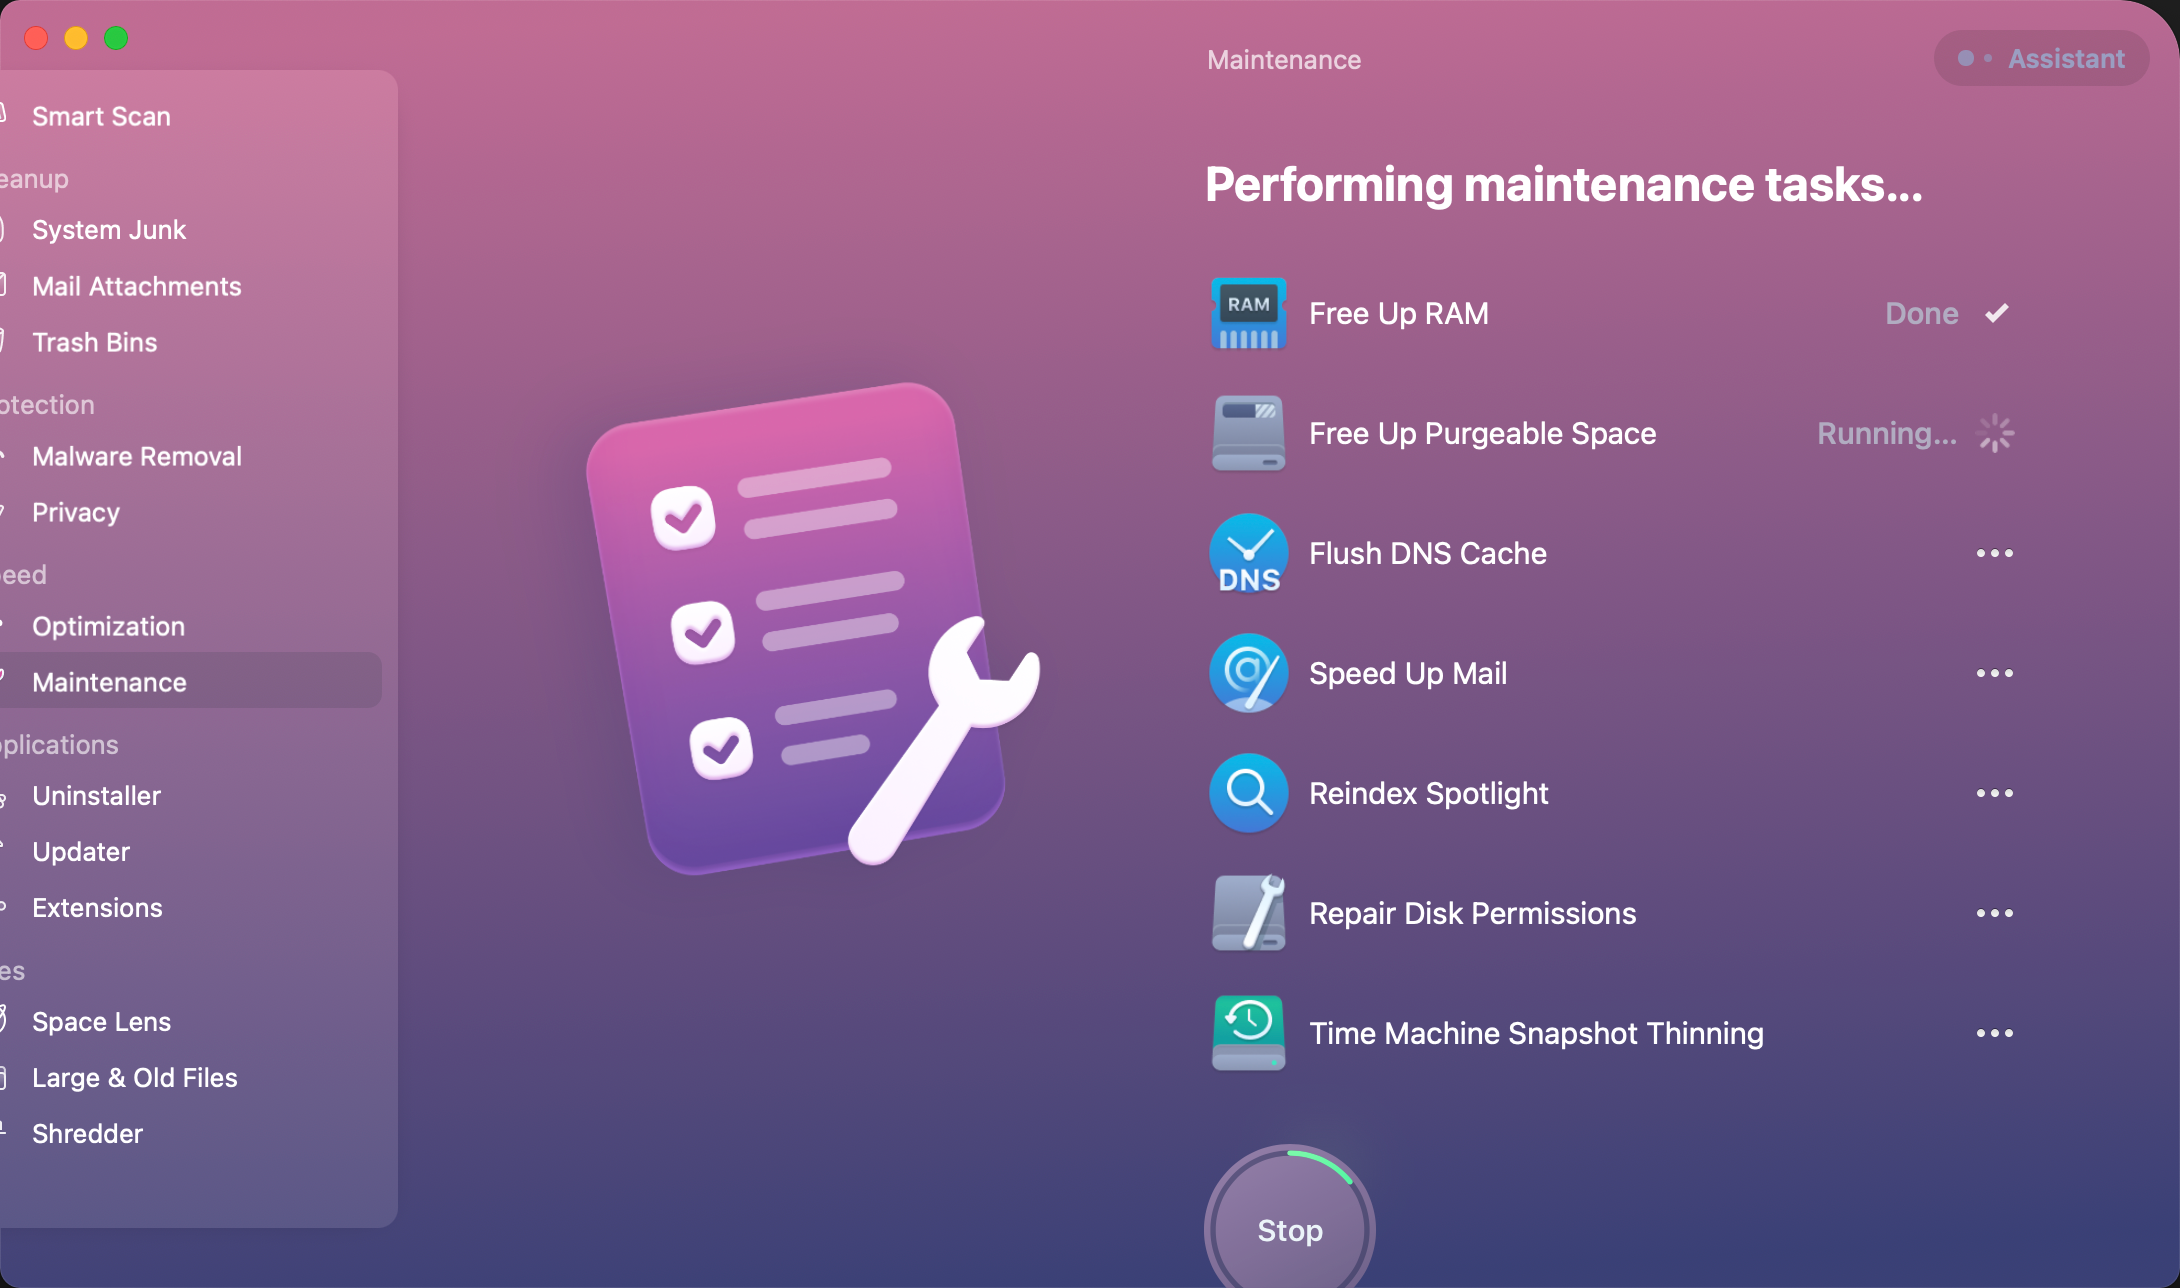 Maintenance
Assistant
Smart Scan
eanup
System Junk
Mail Attachments
Trash Bins
otection
Malware Removal
Privacy
eed
Optimization
Maintenance
plications
Uninstaller
Updater
Extensions
es
Space Lens
Large & Old Files
Shredder
Performing maintenance tasks...
RAM
Free Up RAM
Done
Free Up Purgeable Space
Running...
DNS
Flush DNS Cache
Speed Up Mail
Reindex Spotlight
Repair Disk Permissions
Time Machine Snapshot Thinning
Stop